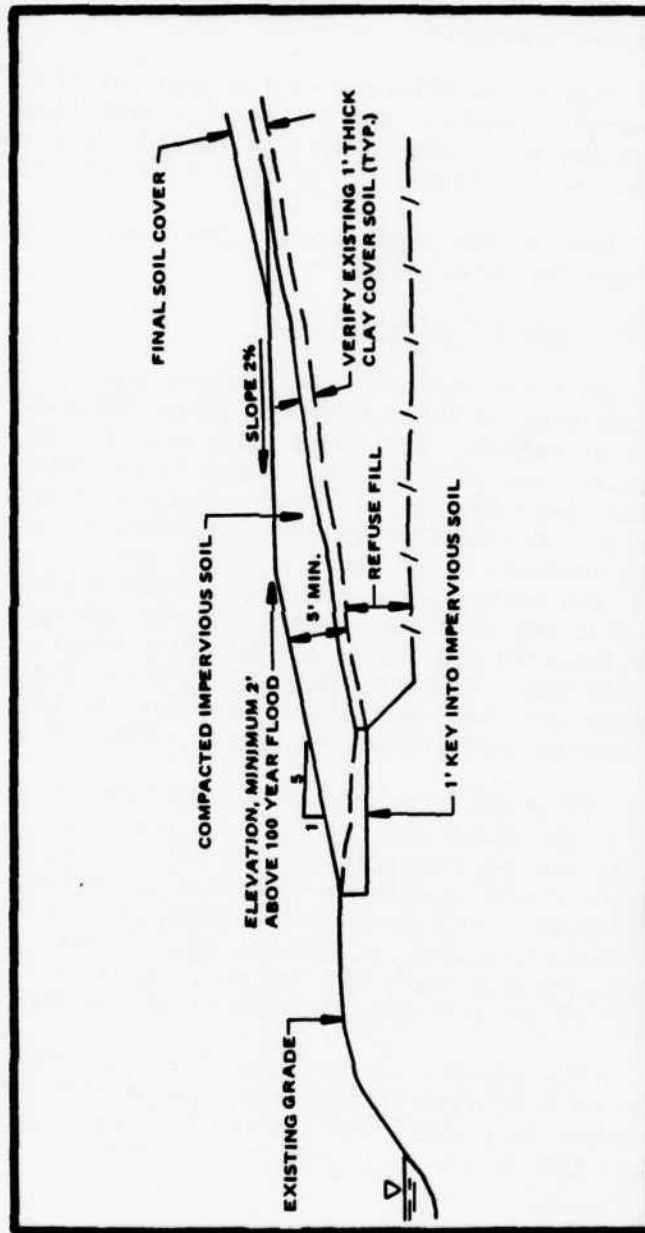 FINAL SOIL COVER
SLOPE 2%
VERIFY EXISTING 1' THICK
CLAY COVER SOIL (TYP.)
COMPACTED IMPERVIOUS SOIL
5' MIN.
REFUSE FILL
ELEVATION, MINIMUM 2'
ABOVE 100 YEAR FLOOD
5
1
1' KEY INTO IMPERVIOUS SOIL
EXISTING GRADE